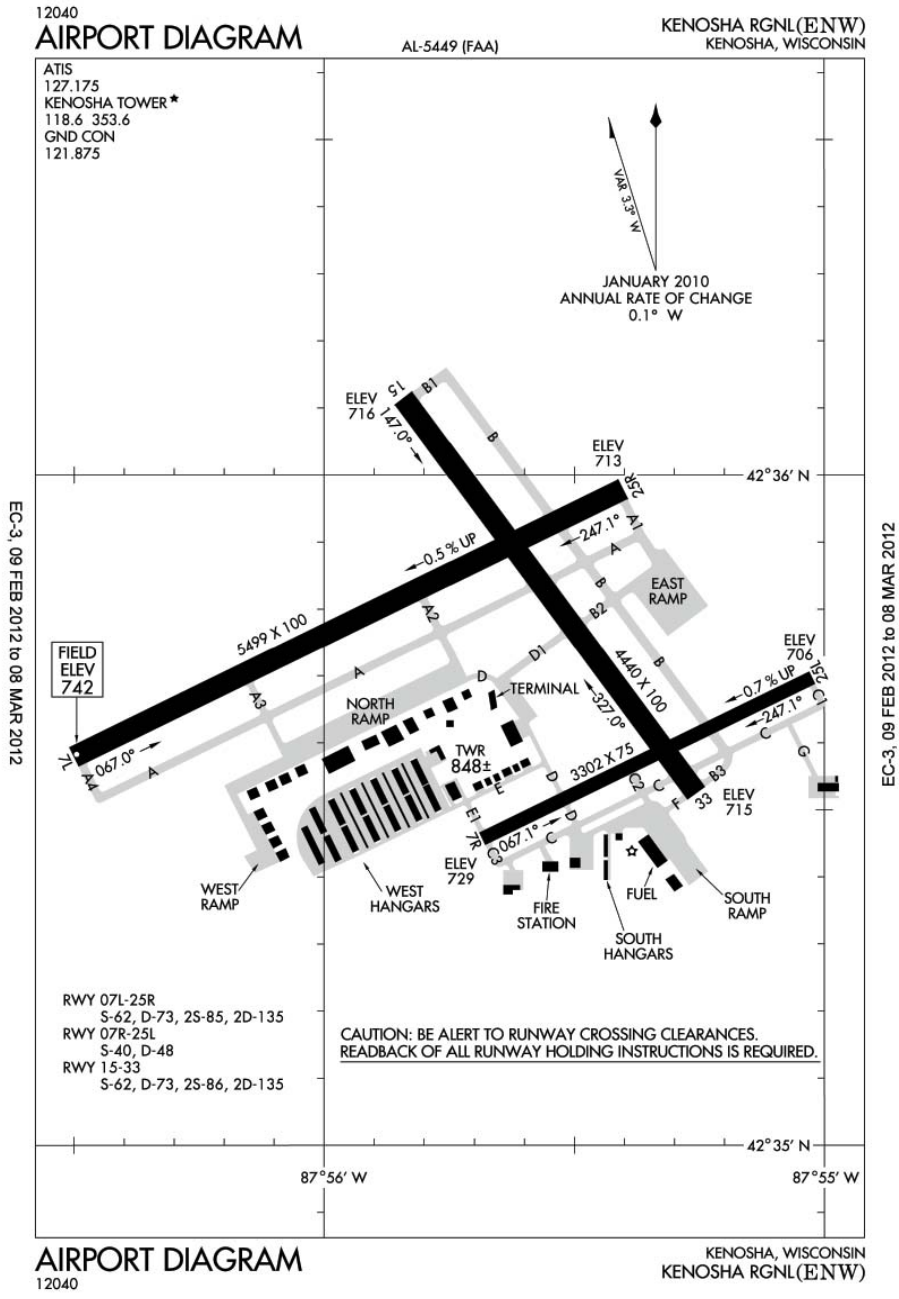 12040
AIRPORT DIAGRAM
AL-5449 (FAA)
KENOSHA RGNL(ENW)
KENOSHA, WISCONSIN
ATIS
127.175
KENOSHA TOWER★
118.6 353.6
GND CON
121.875
VAR 3.3° W
JANUARY 2010
ANNUAL RATE OF CHANGE
0.1° W
EC-3, 09 FEB 2012 to 08 MAR 2012
EC-3, 09 FEB 2012 to 08 MAR 2012
15
B1
ELEV
716
147.0°
B
ELEV
713
25R
42°36' N
A1
247.1°
0.5 % UP
A
B
EAST
RAMP
A2
B2
5499 X 100
D1
4440 X 100
B
ELEV
706
FIELD
ELEV
742
A
D
TERMINAL
25L
0.7 % UP
C1
A3
NORTH
RAMP
327.0°
247.1°
7L
067.0°
A
A4
TWR
848±
3302 X 75
D
C
G
E
C2
C
B3
F
33
ELEV
715
E1
7R
067.1°
D
C
C3
ELEV
729
WEST
RAMP
WEST
HANGARS
FIRE
STATION
FUEL
SOUTH
RAMP
SOUTH
HANGARS
RWY 07L-25R
S-62, D-73, 2S-85, 2D-135
RWY 07R-25L
S-40, D-48
RWY 15-33
S-62, D-73, 2S-86, 2D-135
CAUTION: BE ALERT TO RUNWAY CROSSING CLEARANCES.
READBACK OF ALL RUNWAY HOLDING INSTRUCTIONS IS REQUIRED.
42°35' N
87°56' W
87°55' W
AIRPORT DIAGRAM
12040
KENOSHA, WISCONSIN
KENOSHA RGNL(ENW)